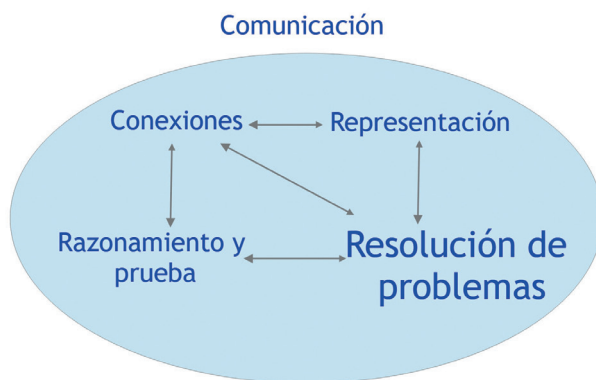 Comunicación
Conexiones
Representación
Razonamiento y
prueba
Resolución de
problemas